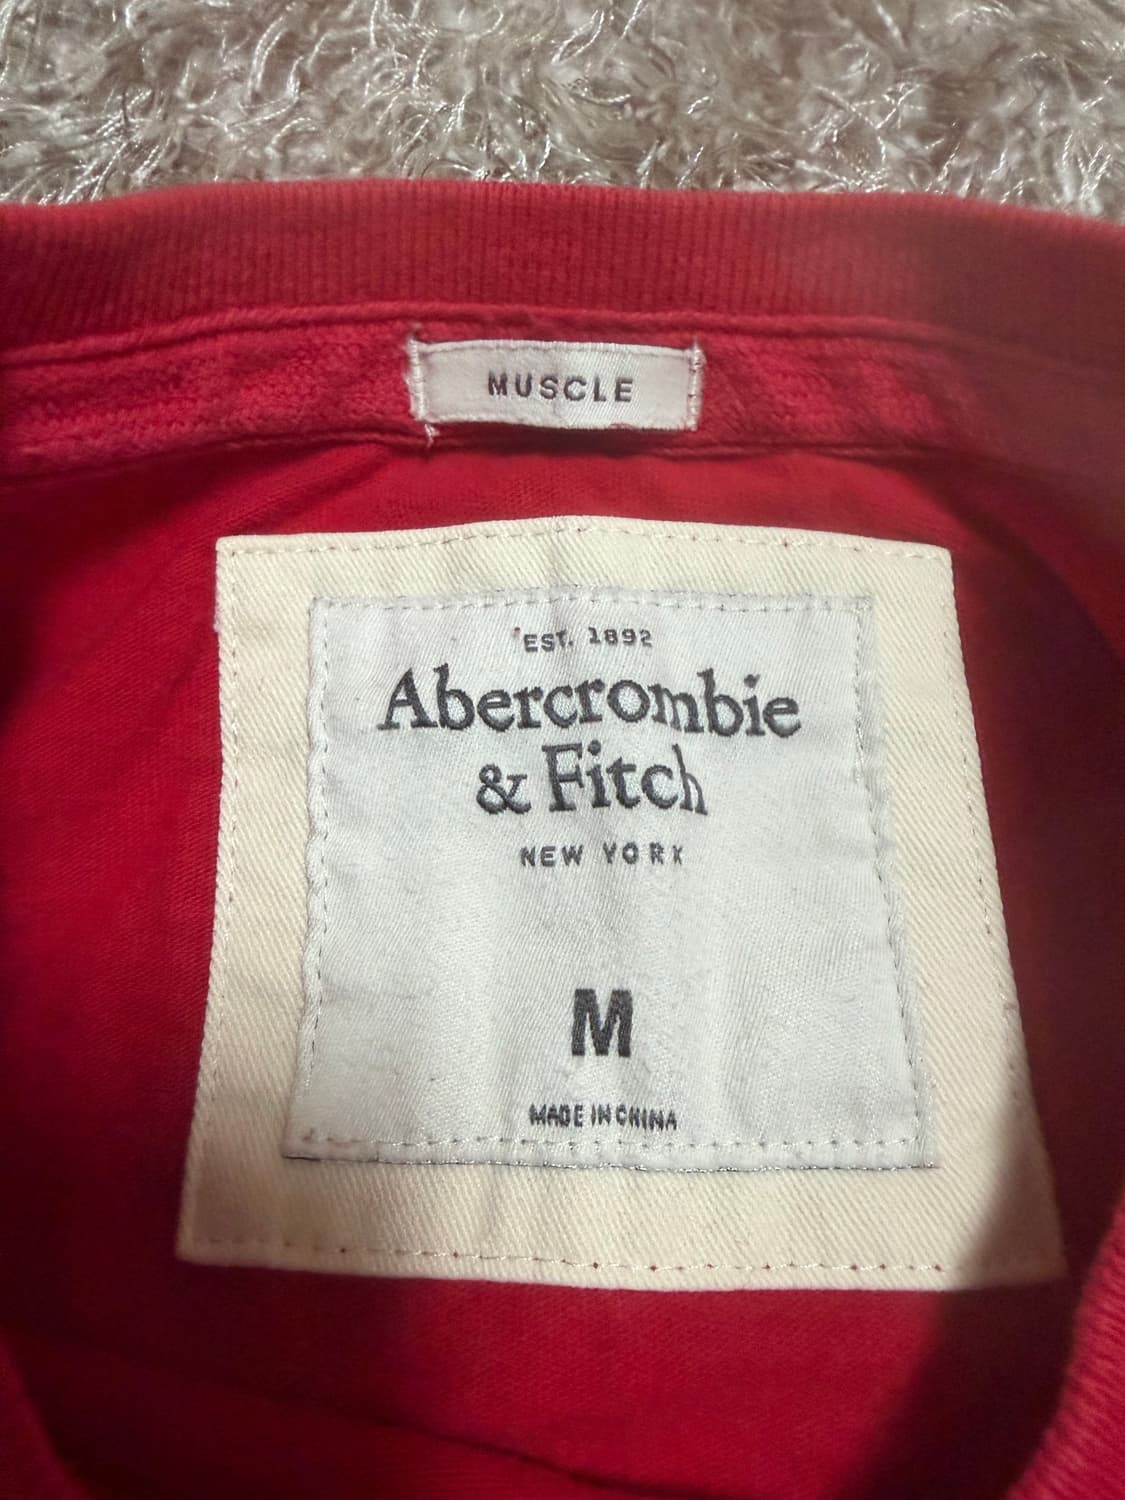 MUSCLE
EST. 1892
Abercrombie
& Fitch
NEW YORK
M
MADE IN CHINA